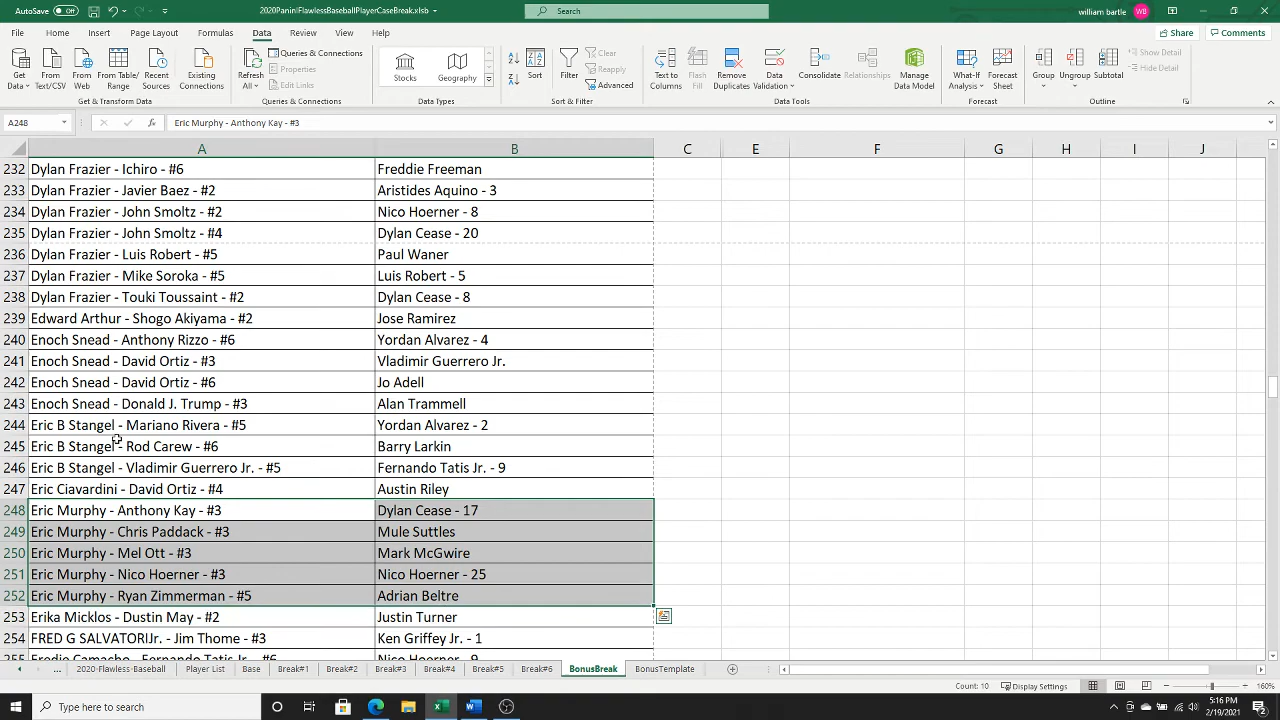 AutoSave Off 2020PaniniFlawlessBaseballPlayerCaseBreak.xlsb Search william bartle WB
File Home Insert Page Layout Formulas Data Review View Help Share Comments
Get Data From Text/CSV From Web From Table/Range Recent Sources Existing Connections Refresh All Queries & Connections Properties Edit Links Stocks Geography Sort Filter Clear Reapply Advanced Text to Columns Flash Fill Remove Duplicates Data Validation Consolidate Relationships Manage Data Model What-If Analysis Forecast Sheet Group Ungroup Subtotal Show Detail Hide Detail
Get & Transform Data Queries & Connections Data Types Sort & Filter Data Tools Forecast Outline
A248 fx Eric Murphy - Anthony Kay - #3
A B C E F G H I J
232 Dylan Frazier - Ichiro - #6 Freddie Freeman
233 Dylan Frazier - Javier Baez - #2 Aristides Aquino - 3
234 Dylan Frazier - John Smoltz - #2 Nico Hoerner - 8
235 Dylan Frazier - John Smoltz - #4 Dylan Cease - 20
236 Dylan Frazier - Luis Robert - #5 Paul Waner
237 Dylan Frazier - Mike Soroka - #5 Luis Robert - 5
238 Dylan Frazier - Touki Toussaint - #2 Dylan Cease - 8
239 Edward Arthur - Shogo Akiyama - #2 Jose Ramirez
240 Enoch Snead - Anthony Rizzo - #6 Yordan Alvarez - 4
241 Enoch Snead - David Ortiz - #3 Vladimir Guerrero Jr.
242 Enoch Snead - David Ortiz - #6 Jo Adell
243 Enoch Snead - Donald J. Trump - #3 Alan Trammell
244 Eric B Stangel - Mariano Rivera - #5 Yordan Alvarez - 2
245 Eric B Stangel - Rod Carew - #6 Barry Larkin
246 Eric B Stangel - Vladimir Guerrero Jr. - #5 Fernando Tatis Jr. - 9
247 Eric Ciavardini - David Ortiz - #4 Austin Riley
248 Eric Murphy - Anthony Kay - #3 Dylan Cease - 17
249 Eric Murphy - Chris Paddack - #3 Mule Suttles
250 Eric Murphy - Mel Ott - #3 Mark McGwire
251 Eric Murphy - Nico Hoerner - #3 Nico Hoerner - 25
252 Eric Murphy - Ryan Zimmerman - #5 Adrian Beltre
253 Erika Micklos - Dustin May - #2 Justin Turner
254 FRED G SALVATORIJr. - Jim Thome - #3 Ken Griffey Jr. - 1
255 Freddie Camacho - Fernando Tatis Jr. - #6 Nico Hoerner - 9
... 2020-Flawless-Baseball Player List Base Break#1 Break#2 Break#3 Break#4 Break#5 Break#6 BonusBreak BonusTemplate
Count: 10 Display Settings 160%
Type here to search 5:16 PM
2/19/2021 2